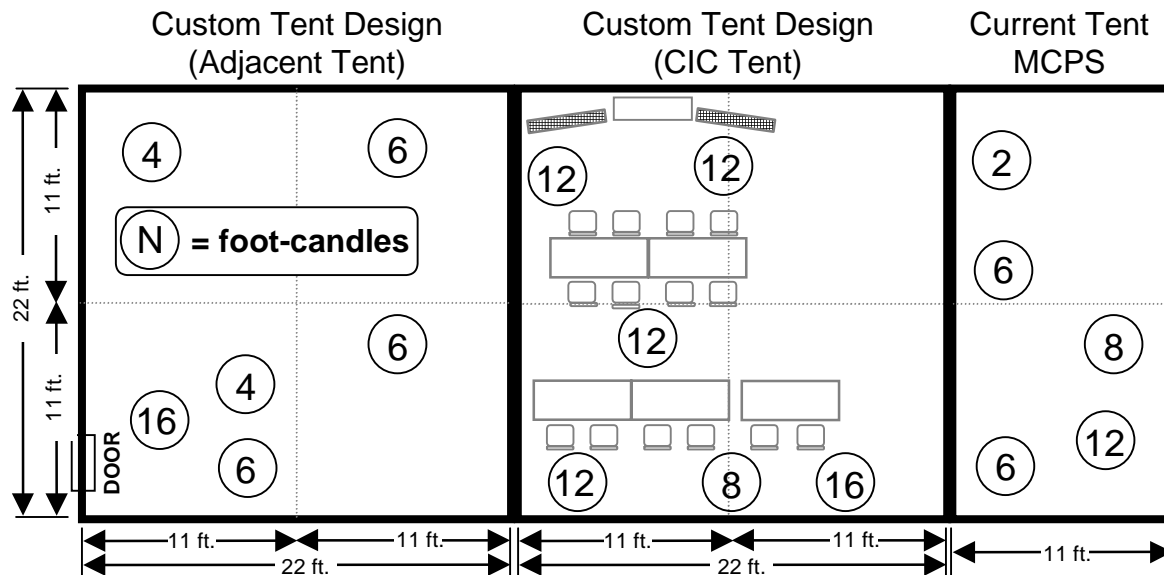 Custom Tent Design
(Adjacent Tent)
Custom Tent Design
(CIC Tent)
Current Tent
MCPS
4
6
12
12
2
N = foot-candles
6
11 ft.
22 ft.
11 ft.
6
12
8
4
16
12
6
DOOR
6
12
8
16
11 ft.
11 ft.
11 ft.
11 ft.
11 ft.
22 ft.
22 ft.